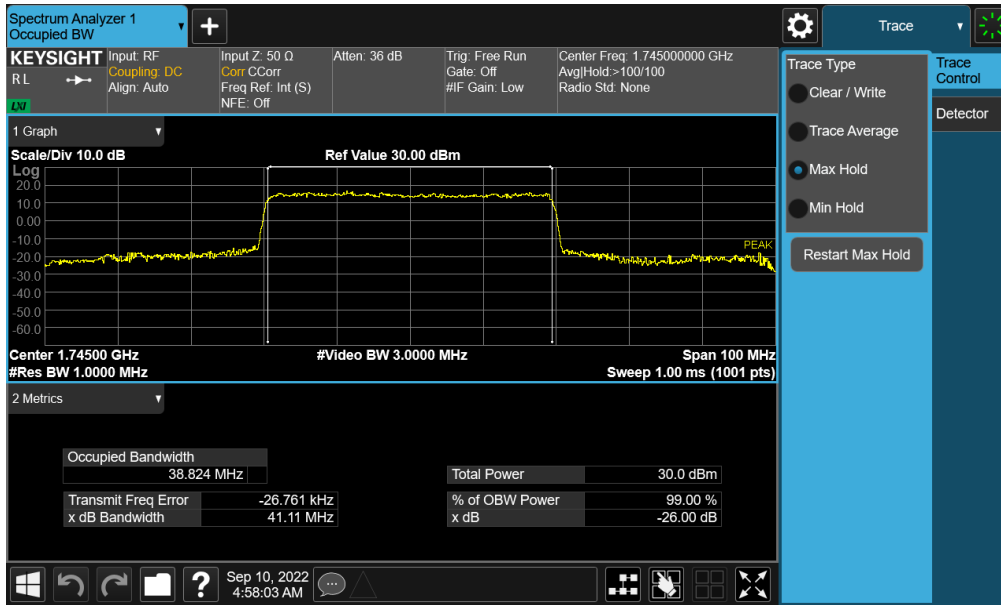 Spectrum Analyzer 1
Occupied BW
+
Trace
KEYSIGHT
R L
LXI
Input: RF
Coupling: DC
Align: Auto
Input Z: 50 Ω
Corr CCorr
Freq Ref: Int (S)
NFE: Off
Atten: 36 dB
Trig: Free Run
Gate: Off
#IF Gain: Low
Center Freq: 1.745000000 GHz
Avg|Hold:>100/100
Radio Std: None
Trace Type
Clear / Write
Trace Average
Max Hold
Min Hold
Restart Max Hold
Trace
Control
Detector
1 Graph
Scale/Div 10.0 dB
Ref Value 30.00 dBm
Log
20.0
10.0
0.00
-10.0
-20.0
-30.0
-40.0
-50.0
-60.0
PEAK
Center 1.74500 GHz
#Video BW 3.0000 MHz
Span 100 MHz
#Res BW 1.0000 MHz
Sweep 1.00 ms (1001 pts)
2 Metrics
Occupied Bandwidth
38.824 MHz
Total Power 30.0 dBm
Transmit Freq Error -26.761 kHz
% of OBW Power 99.00 %
x dB Bandwidth 41.11 MHz
x dB -26.00 dB
?
Sep 10, 2022
4:58:03 AM